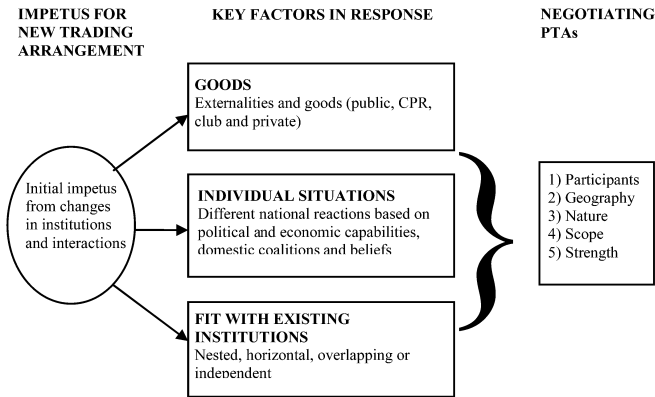 IMPETUS FOR
NEW TRADING
ARRANGEMENT
KEY FACTORS IN RESPONSE
NEGOTIATING
PTAs
Initial impetus
from changes
in institutions
and interactions
GOODS
Externalities and goods (public, CPR,
club and private)
INDIVIDUAL SITUATIONS
Different national reactions based on
political and economic capabilities,
domestic coalitions and beliefs
FIT WITH EXISTING
INSTITUTIONS
Nested, horizontal, overlapping or
independent
1) Participants
2) Geography
3) Nature
4) Scope
5) Strength